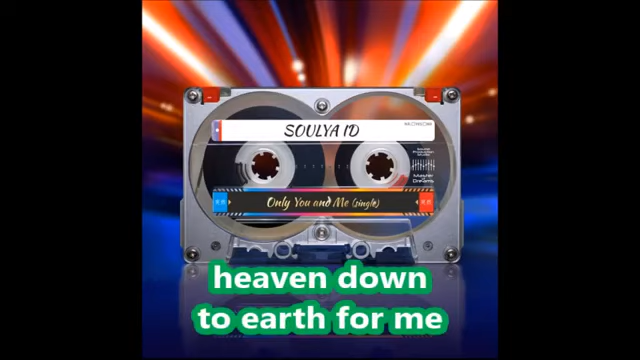 SOULYA ID
Only You and Me (single)
heaven down
to earth for me